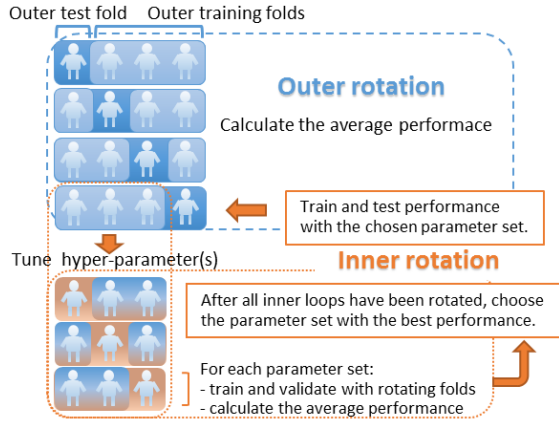 Outer test fold Outer training folds
Outer rotation
Calculate the average performace
Train and test performance
with the chosen parameter set.
Tune hyper-parameter(s)
Inner rotation
After all inner loops have been rotated, choose
the parameter set with the best performance.
For each parameter set:
- train and validate with rotating folds
- calculate the average performance